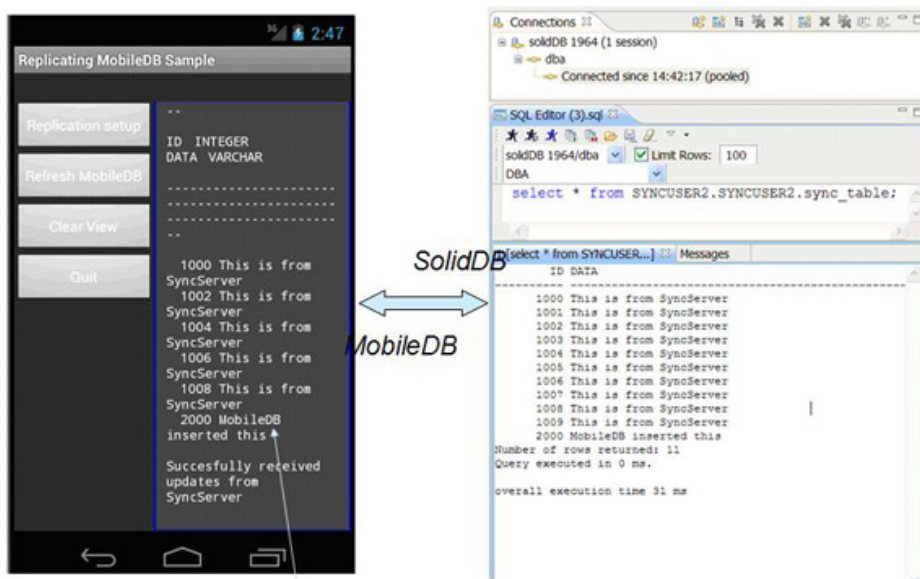 3G 2:47
Replicating MobileDB Sample
Replication setup
Refresh MobileDB
Clear View
Quit
--
ID INTEGER
DATA VARCHAR
----------------------
----------------------
----------------------
--
1000 This is from
SyncServer
1002 This is from
SyncServer
1004 This is from
SyncServer
1006 This is from
SyncServer
1008 This is from
SyncServer
2000 MobileDB
inserted this
Succesfully received
updates from
SyncServer
SolidDB
MobileDB
Connections
solidDB 1964 (1 session)
dba
Connected since 14:42:17 (pooled)
SQL Editor (3).sql
solidDB 1964/dba Limit Rows: 100
DBA
select * from SYNCUSER2.SYNCUSER2.sync_table;
[select * from SYNCUSER...] Messages
ID DATA
1000 This is from SyncServer
1001 This is from SyncServer
1002 This is from SyncServer
1003 This is from SyncServer
1004 This is from SyncServer
1005 This is from SyncServer
1006 This is from SyncServer
1007 This is from SyncServer
1008 This is from SyncServer
1009 This is from SyncServer
2000 MobileDB inserted this
Number of rows returned: 11
Query executed in 0 ms.
overall execution time 31 ms